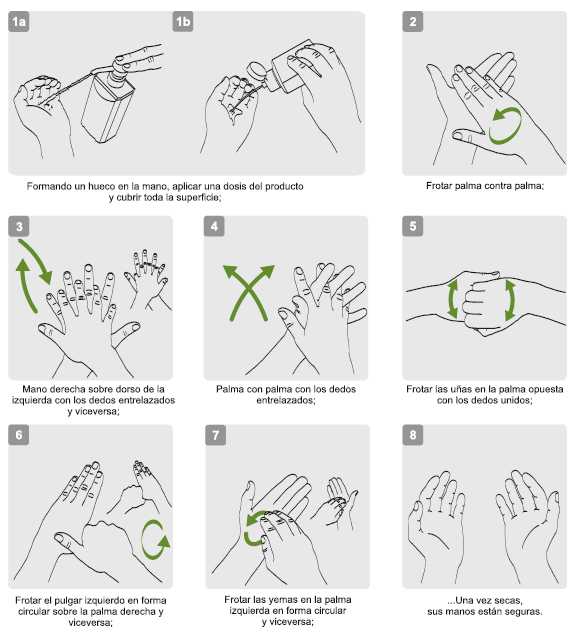 1a
1b
2
Formando un hueco en la mano, aplicar una dosis del producto
y cubrir toda la superficie;
Frotar palma contra palma;
3
4
5
Mano derecha sobre dorso de la
izquierda con los dedos entrelazados
y viceversa;
Palma con palma con los dedos
entrelazados;
Frotar las uñas en la palma opuesta
con los dedos unidos;
6
7
8
Frotar el pulgar izquierdo en forma
circular sobre la palma derecha y
viceversa;
Frotar las yemas en la palma
izquierda en forma circular
y viceversa;
...Una vez secas,
sus manos están seguras.